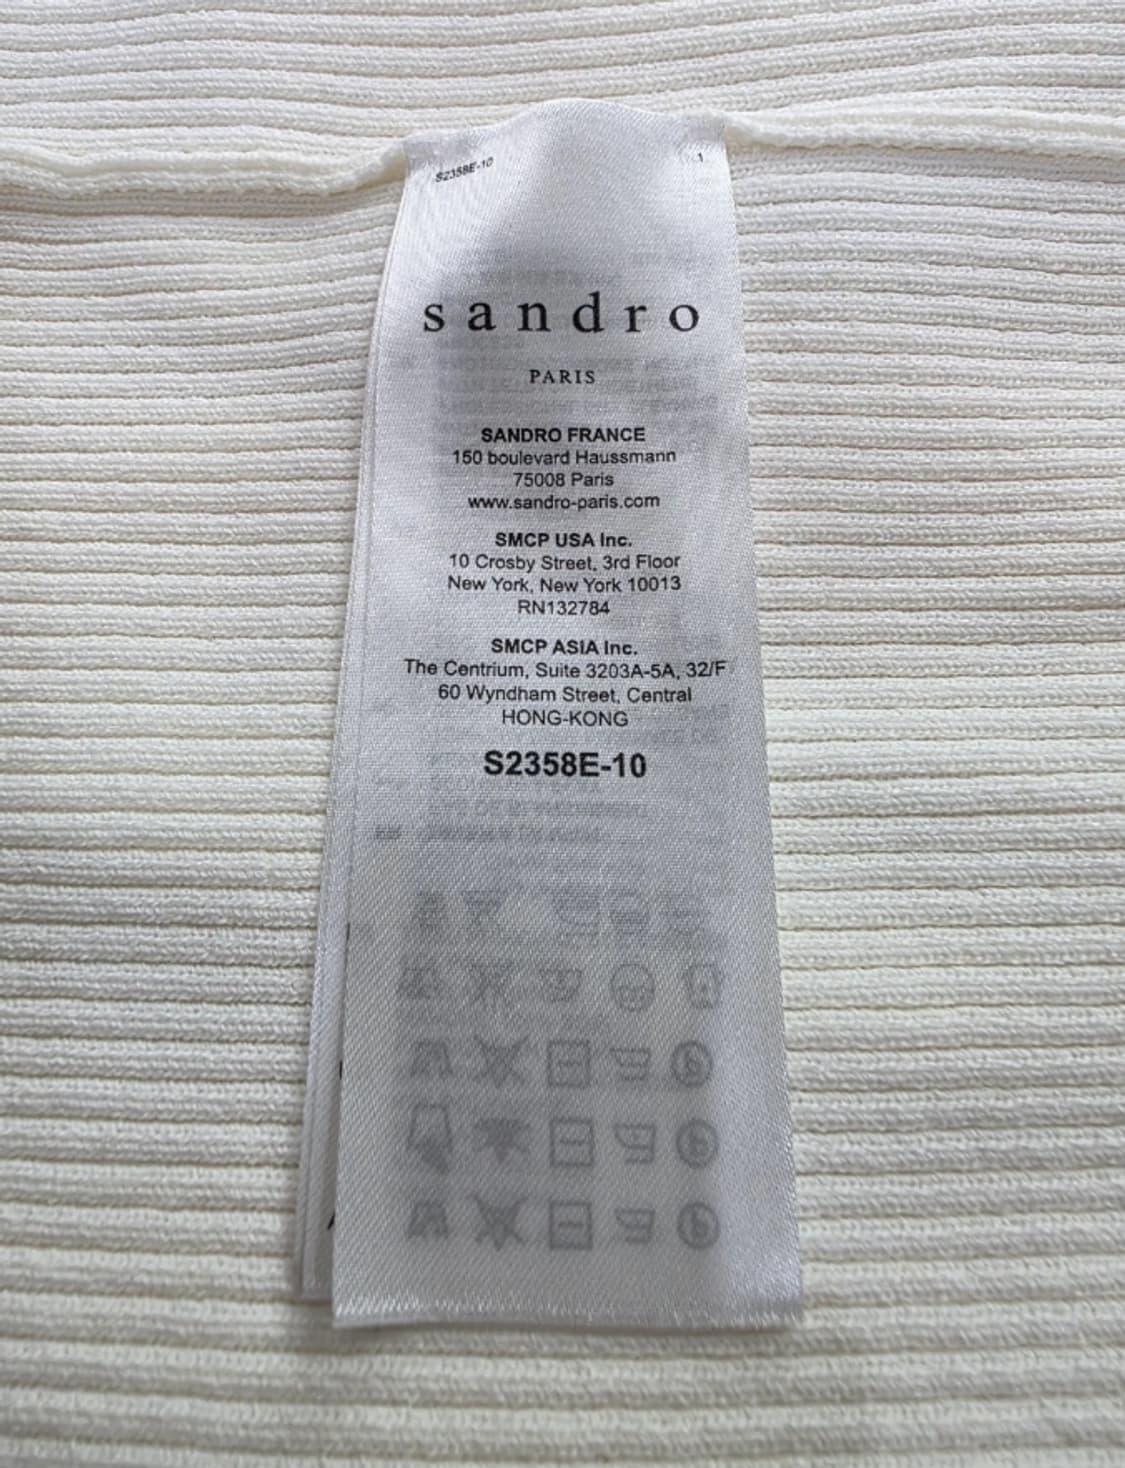 S2358E-10
1
sandro
PARIS
SANDRO FRANCE
150 boulevard Haussmann
75008 Paris
www.sandro-paris.com
SMCP USA Inc.
10 Crosby Street, 3rd Floor
New York, New York 10013
RN132784
SMCP ASIA Inc.
The Centrium, Suite 3203A-5A, 32/F
60 Wyndham Street, Central
HONG-KONG
S2358E-10